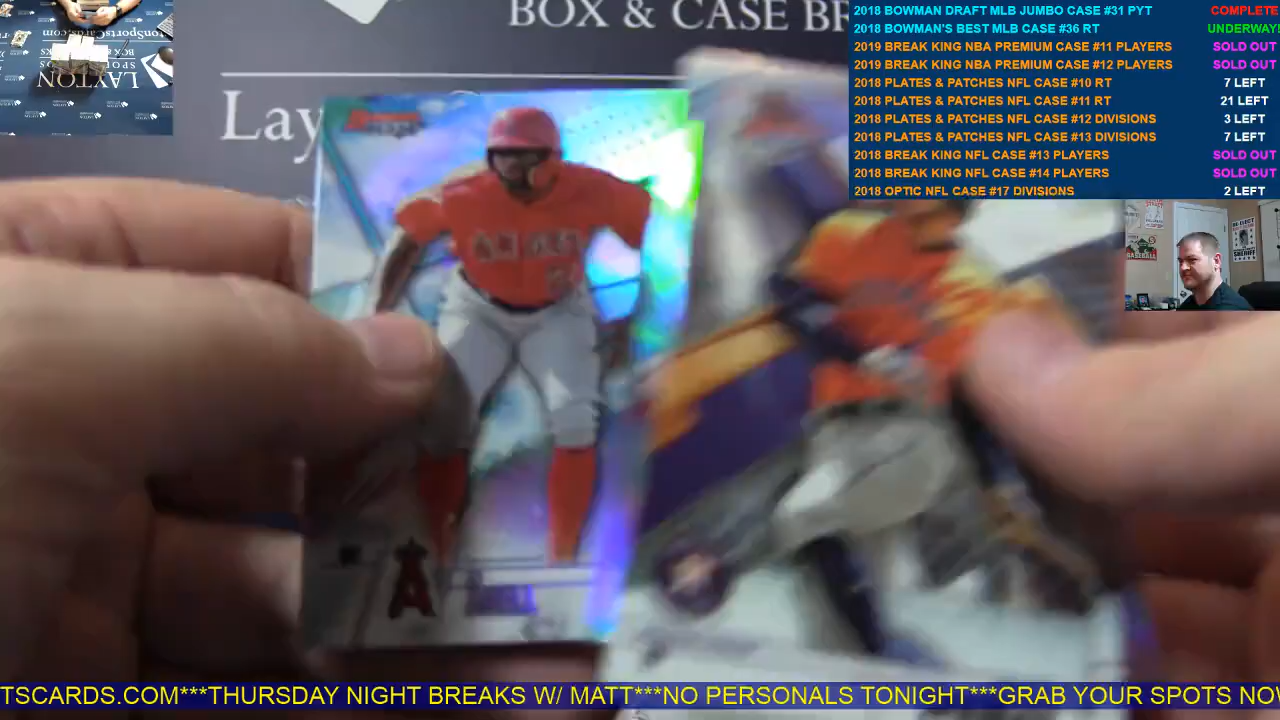 BOX & CASE BR
Lay
LAYTON
2018 BOWMAN DRAFT MLB JUMBO CASE #31 PYT COMPLETE
2018 BOWMAN'S BEST MLB CASE #36 RT UNDERWAY!
2019 BREAK KING NBA PREMIUM CASE #11 PLAYERS SOLD OUT
2019 BREAK KING NBA PREMIUM CASE #12 PLAYERS SOLD OUT
2018 PLATES & PATCHES NFL CASE #10 RT 7 LEFT
2018 PLATES & PATCHES NFL CASE #11 RT 21 LEFT
2018 PLATES & PATCHES NFL CASE #12 DIVISIONS 3 LEFT
2018 PLATES & PATCHES NFL CASE #13 DIVISIONS 7 LEFT
2018 BREAK KING NFL CASE #13 PLAYERS SOLD OUT
2018 BREAK KING NFL CASE #14 PLAYERS SOLD OUT
2018 OPTIC NFL CASE #17 DIVISIONS 2 LEFT
TSCARDS.COM***THURSDAY NIGHT BREAKS W/ MATT***NO PERSONALS TONIGHT***GRAB YOUR SPOTS NOW